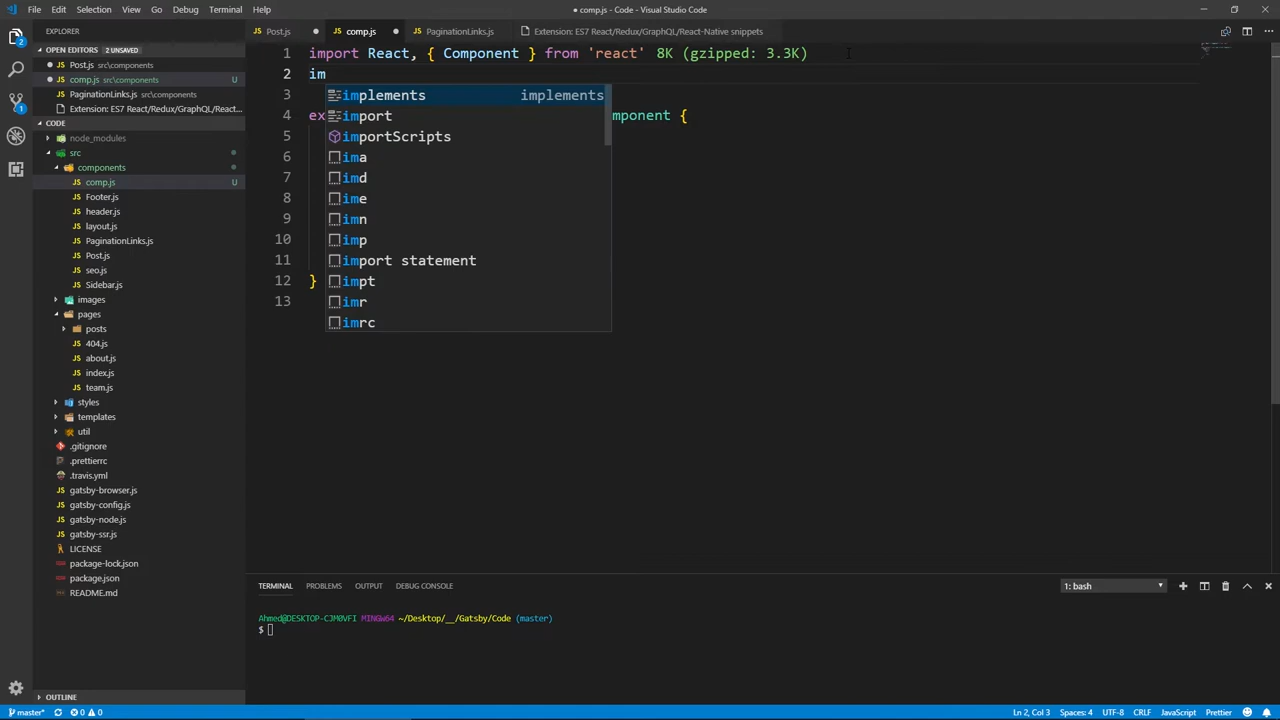 File Edit Selection View Go Debug Terminal Help
● comp.js - Code - Visual Studio Code
EXPLORER
OPEN EDITORS 2 UNSAVED
Post.js src\components
comp.js src\components U
PaginationLinks.js src\components
Extension: ES7 React/Redux/GraphQL/React...
CODE
node_modules
src
components
comp.js U
Footer.js
header.js
layout.js
PaginationLinks.js
Post.js
seo.js
Sidebar.js
images
pages
posts
404.js
about.js
index.js
team.js
styles
templates
util
.gitignore
.prettierrc
.travis.yml
gatsby-browser.js
gatsby-config.js
gatsby-node.js
gatsby-ssr.js
LICENSE
package-lock.json
package.json
README.md
OUTLINE
Post.js comp.js PaginationLinks.js Extension: ES7 React/Redux/GraphQL/React-Native snippets
1 import React, { Component } from 'react' 8K (gzipped: 3.3K)
2 im
3 implements implements
4 ex import mponent {
5 importScripts
6 ima
7 imd
8 ime
9 imn
10 imp
11 import statement
12 } impt
13 imr
imrc
TERMINAL PROBLEMS OUTPUT DEBUG CONSOLE 1: bash
Ahmed@DESKTOP-CJM0VFI MINGW64 ~/Desktop/__/Gatsby/Code (master)
$
master* 0 0 Ln 2, Col 3 Spaces: 4 UTF-8 CRLF JavaScript Prettier